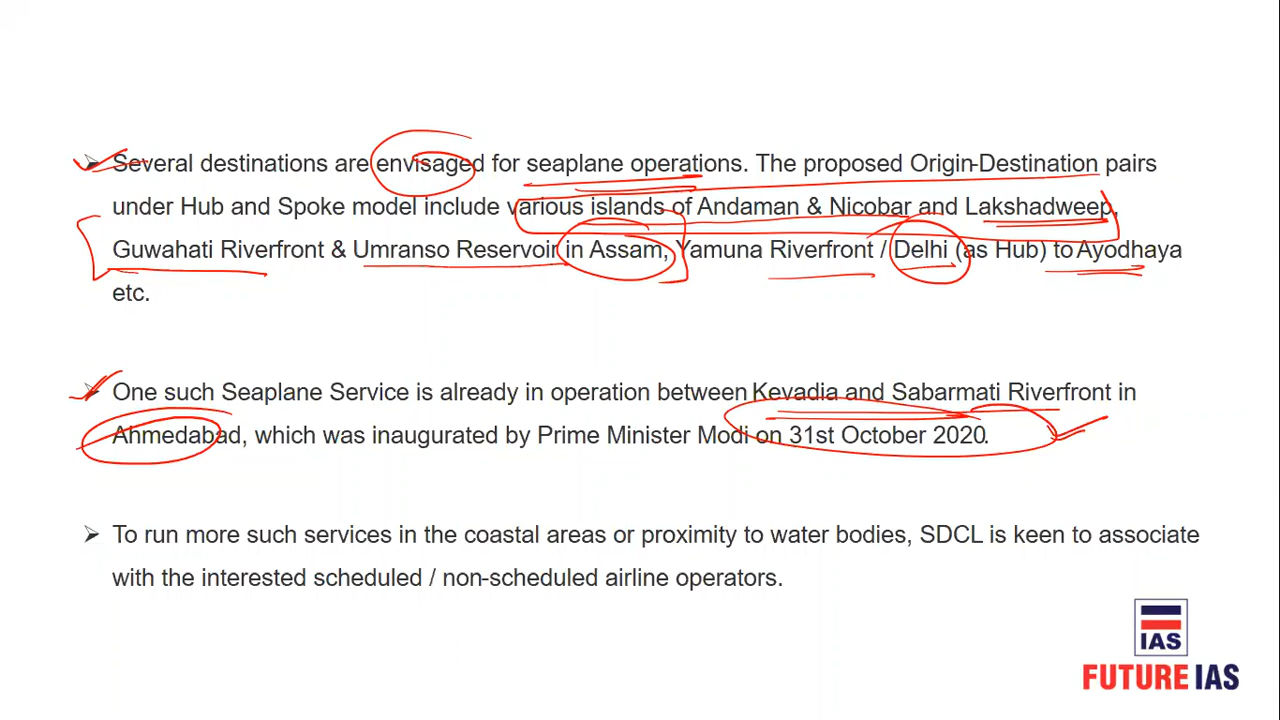 Several destinations are envisaged for seaplane operations. The proposed Origin-Destination pairs
under Hub and Spoke model include various islands of Andaman & Nicobar and Lakshadweep,
Guwahati Riverfront & Umranso Reservoir in Assam, Yamuna Riverfront / Delhi (as Hub) to Ayodhaya
etc.
One such Seaplane Service is already in operation between Kevadia and Sabarmati Riverfront in
Ahmedabad, which was inaugurated by Prime Minister Modi on 31st October 2020.
To run more such services in the coastal areas or proximity to water bodies, SDCL is keen to associate
with the interested scheduled / non-scheduled airline operators.
IAS
FUTURE IAS